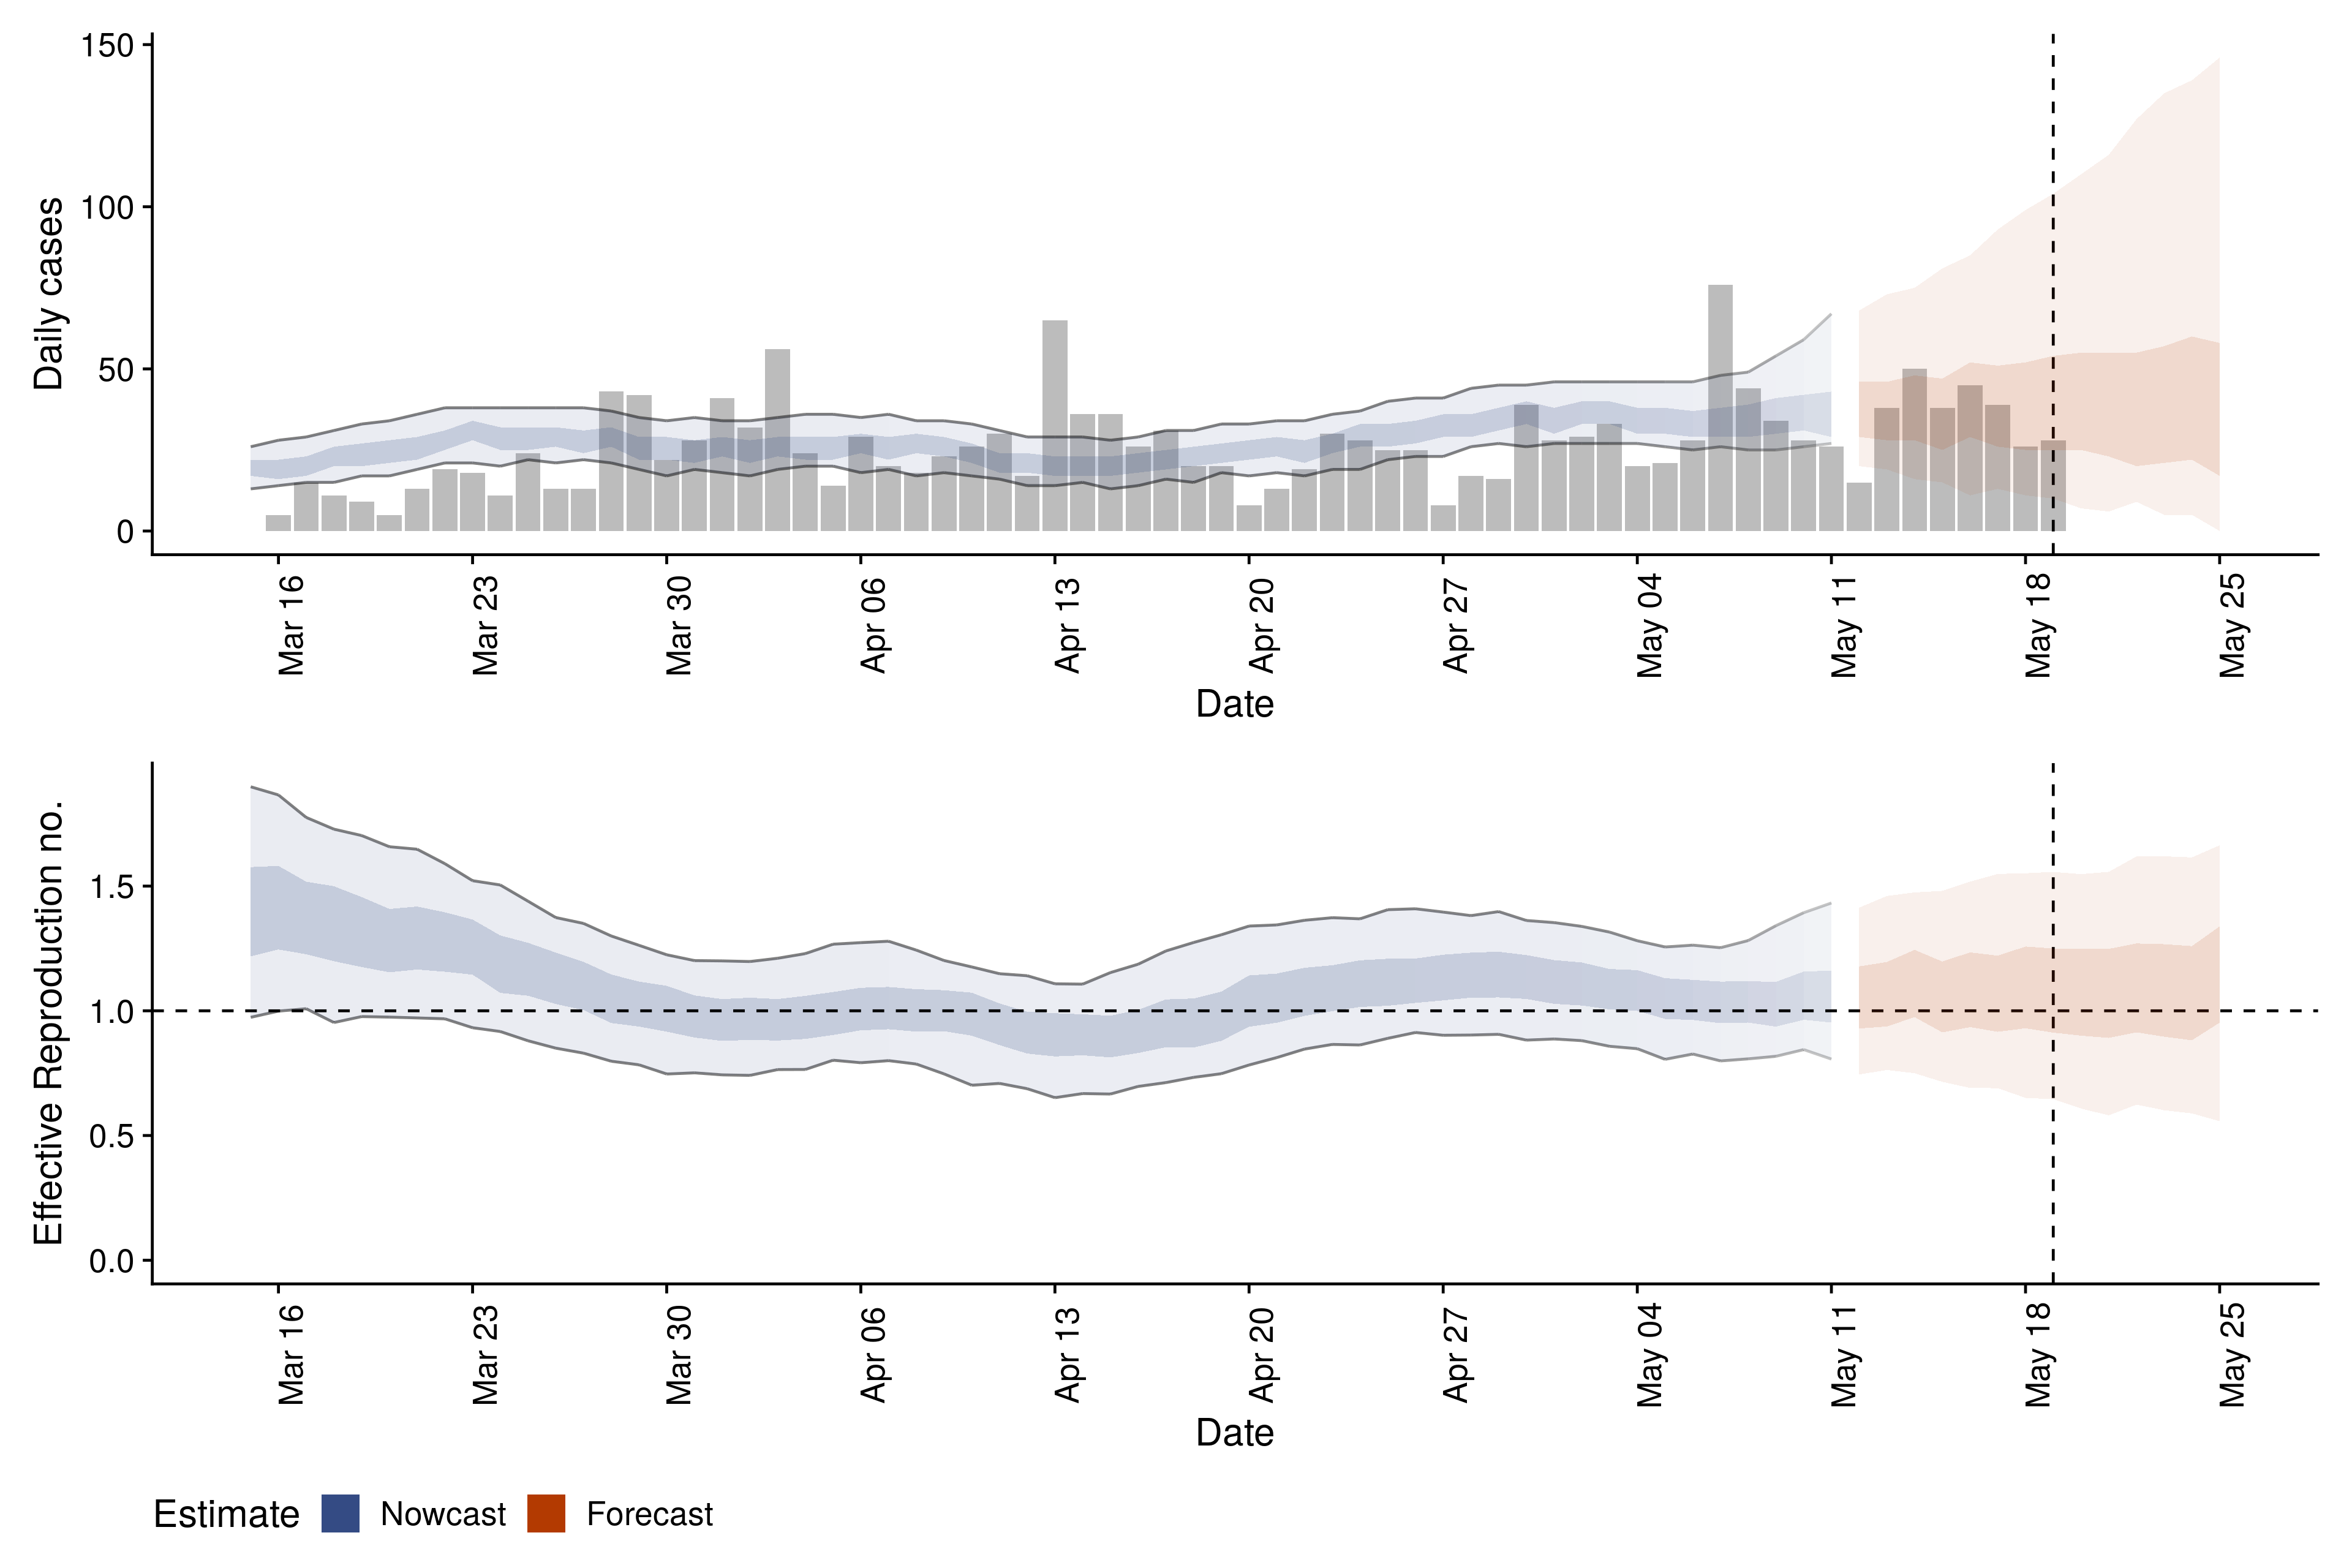 Daily cases
150
100
50
0
Mar 16
Mar 23
Mar 30
Apr 06
Apr 13
Apr 20
Apr 27
May 04
May 11
May 18
May 25
Date
Effective Reproduction no.
1.5
1.0
0.5
0.0
Mar 16
Mar 23
Mar 30
Apr 06
Apr 13
Apr 20
Apr 27
May 04
May 11
May 18
May 25
Date
Estimate Nowcast Forecast